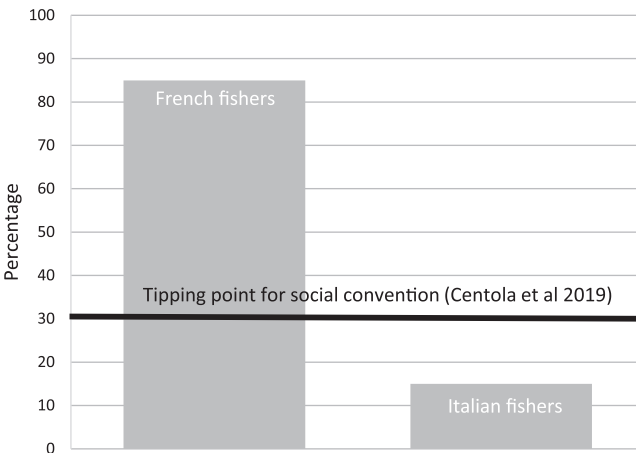 100
90
French fishers
80
70
60
50
Percentage
40
Tipping point for social convention (Centola et al 2019)
30
20
10
Italian fishers
0